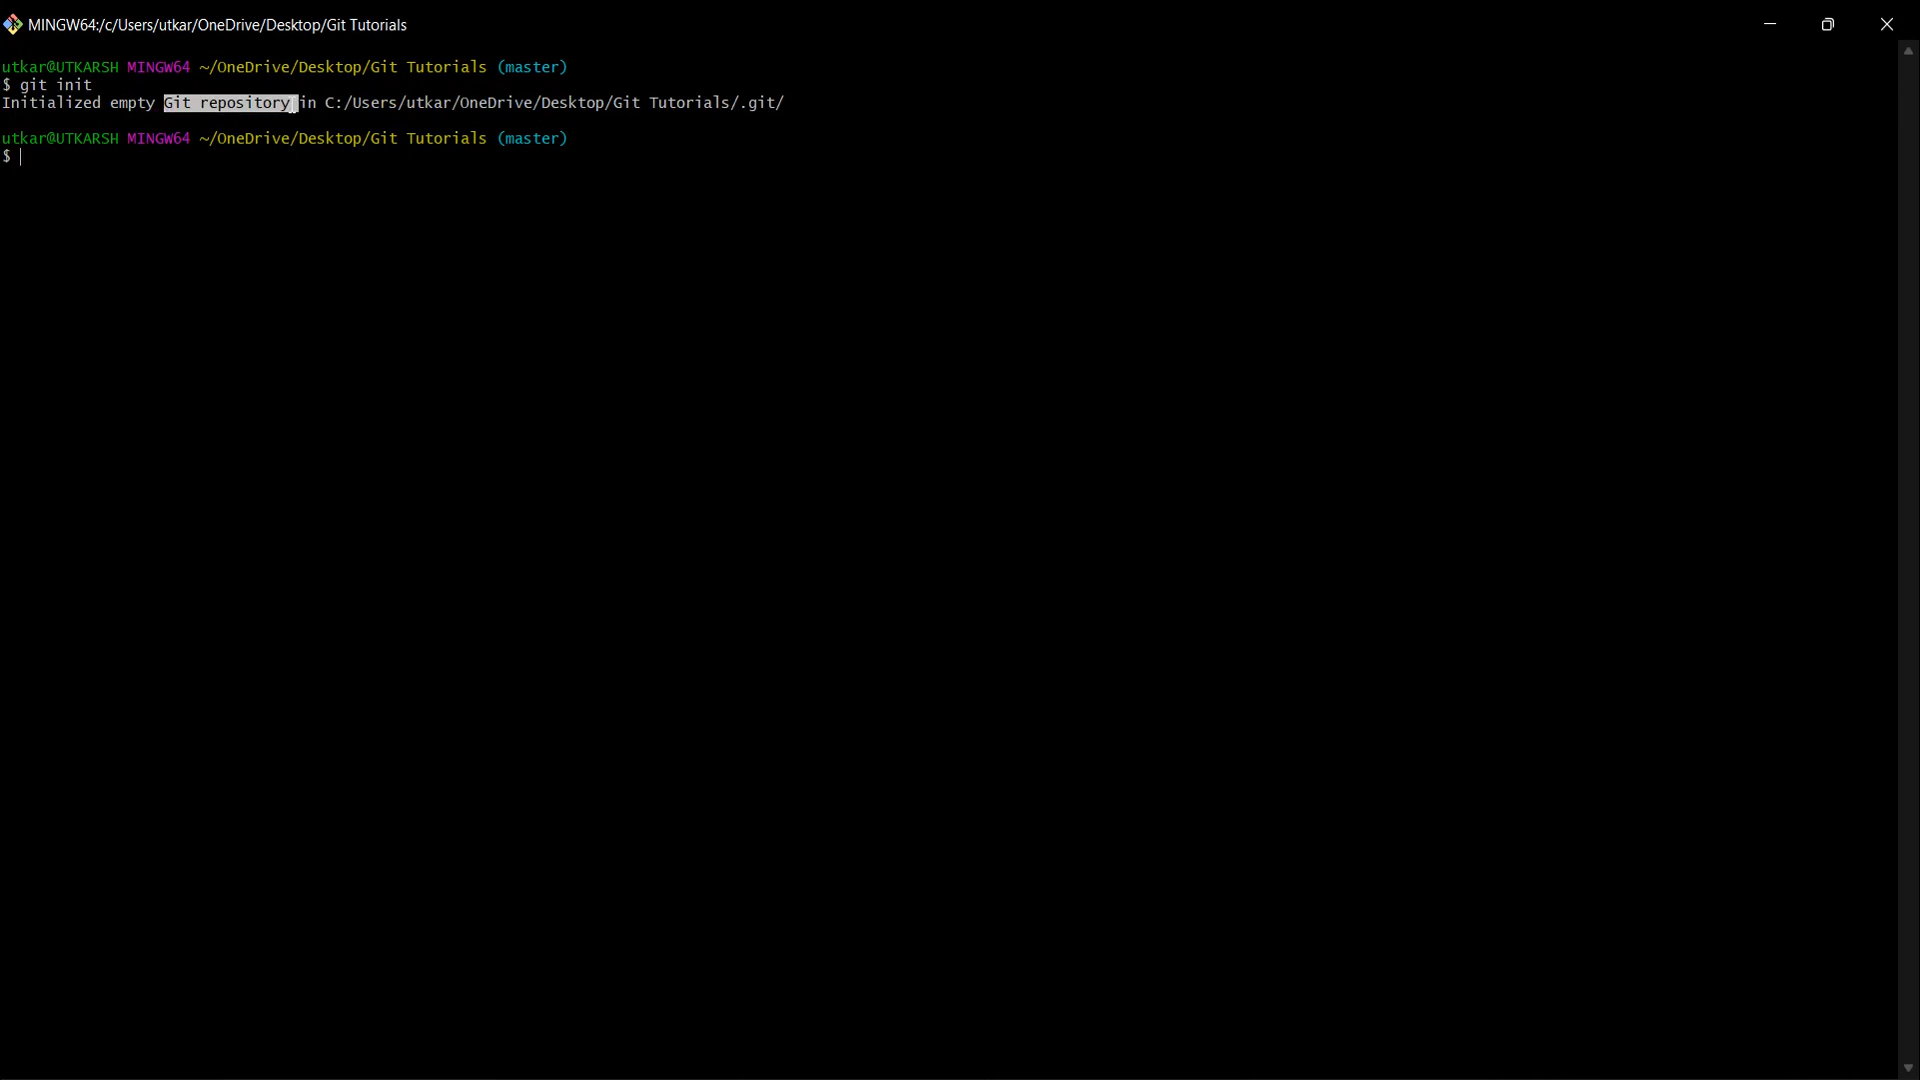 MINGW64:/c/Users/utkar/OneDrive/Desktop/Git Tutorials
utkar@UTKARSH MINGW64 ~/OneDrive/Desktop/Git Tutorials (master)
$ git init
Initialized empty Git repository in C:/Users/utkar/OneDrive/Desktop/Git Tutorials/.git/
utkar@UTKARSH MINGW64 ~/OneDrive/Desktop/Git Tutorials (master)
$